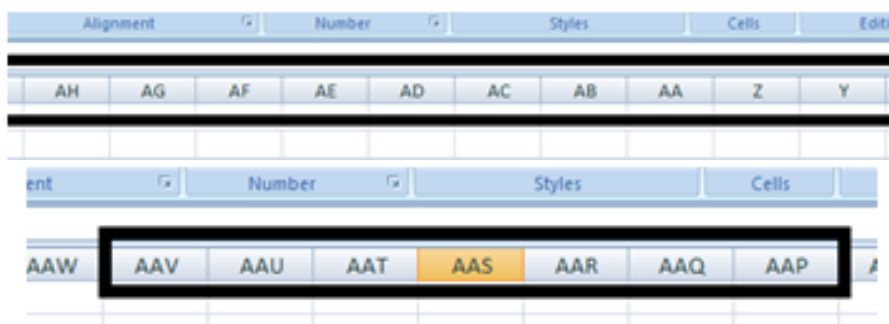 Alignment Number Styles Cells Editi
AH AG AF AE AD AC AB AA Z Y
ent Number Styles Cells
AAW AAV AAU AAT AAS AAR AAQ AAP A